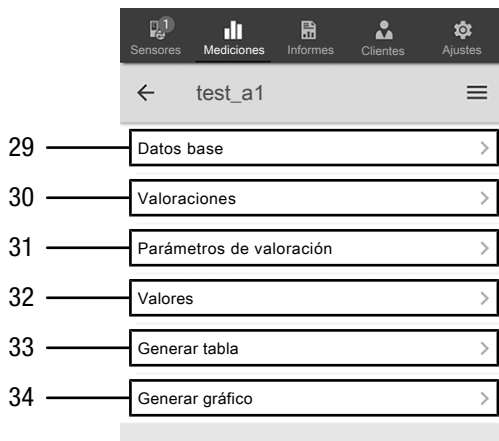 1
Sensores Mediciones Informes Clientes Ajustes
test_a1
29 Datos base
30 Valoraciones
31 Parámetros de valoración
32 Valores
33 Generar tabla
34 Generar gráfico